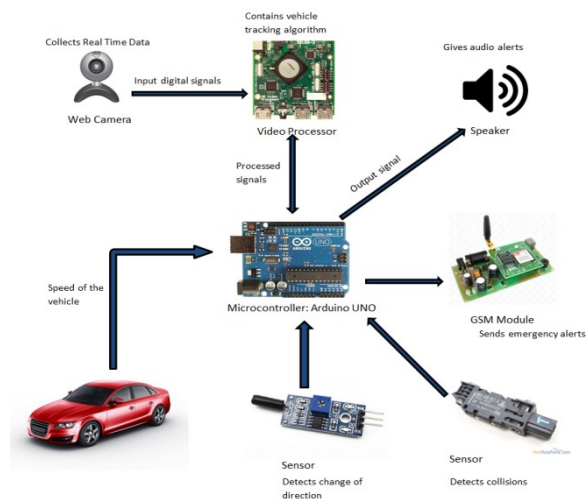 Contains vehicle
tracking algorithm
Collects Real Time Data
Gives audio alerts
Input digital signals
Web Camera
Video Processor
Speaker
Processed
signals
Output signal
UNO
ARDUINO
Speed of the
vehicle
Microcontroller: Arduino UNO
GSM Module
Sends emergency alerts
Sensor
Detects change of
direction
Sensor
Detects collisions